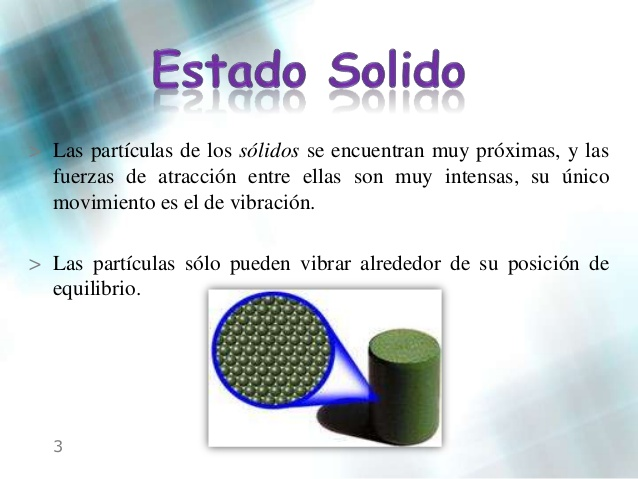 Estado Solido
Las partículas de los sólidos se encuentran muy próximas, y las
fuerzas de atracción entre ellas son muy intensas, su único
movimiento es el de vibración.
> Las partículas sólo pueden vibrar alrededor de su posición de
equilibrio.
3